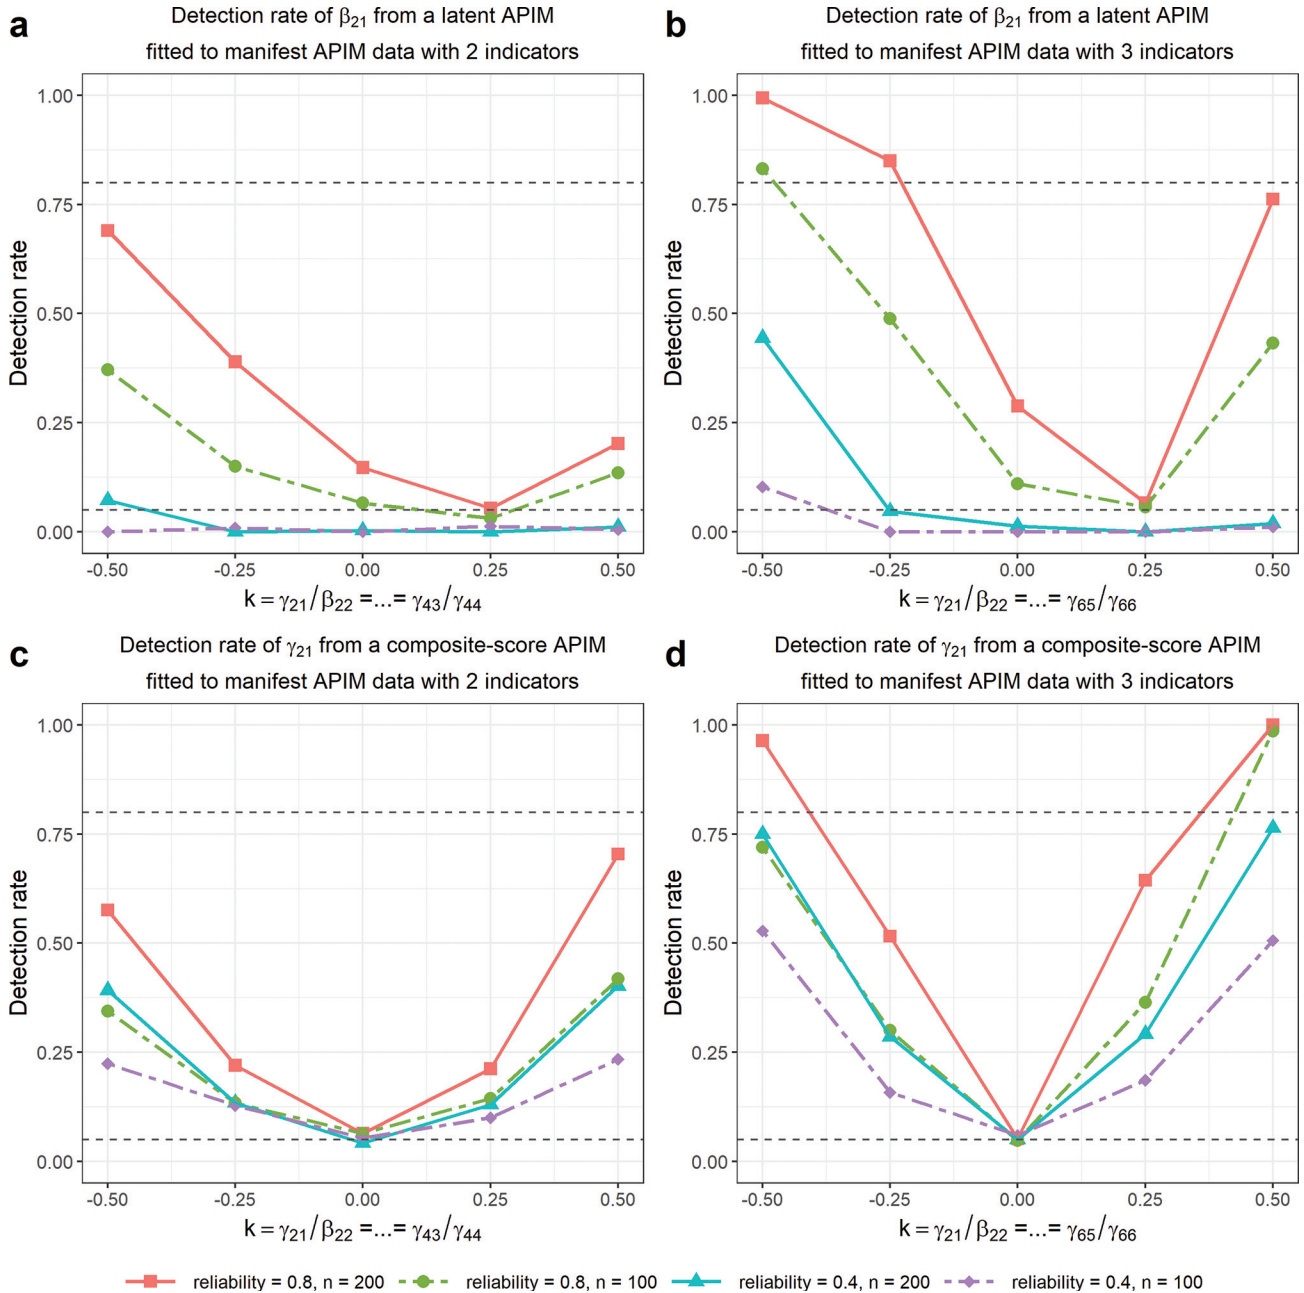 a
Detection rate of β21 from a latent APIM
fitted to manifest APIM data with 2 indicators
Detection rate
1.00
0.75
0.50
0.25
0.00
-0.50 -0.25 0.00 0.25 0.50
k = γ21/β22 =...= γ43/γ44
b
Detection rate of β21 from a latent APIM
fitted to manifest APIM data with 3 indicators
Detection rate
1.00
0.75
0.50
0.25
0.00
-0.50 -0.25 0.00 0.25 0.50
k = γ21/β22 =...= γ65/γ66
c
Detection rate of γ21 from a composite-score APIM
fitted to manifest APIM data with 2 indicators
Detection rate
1.00
0.75
0.50
0.25
0.00
-0.50 -0.25 0.00 0.25 0.50
k = γ21/β22 =...= γ43/γ44
d
Detection rate of γ21 from a composite-score APIM
fitted to manifest APIM data with 3 indicators
Detection rate
1.00
0.75
0.50
0.25
0.00
-0.50 -0.25 0.00 0.25 0.50
k = γ21/β22 =...= γ65/γ66
reliability = 0.8, n = 200 reliability = 0.8, n = 100 reliability = 0.4, n = 200 reliability = 0.4, n = 100